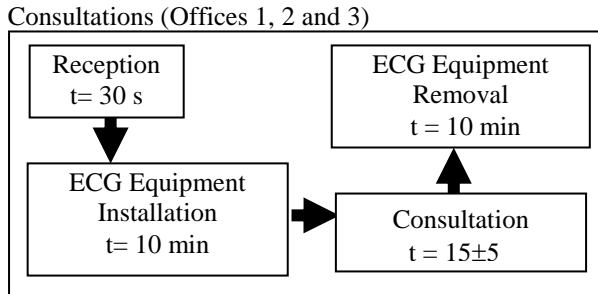 Consultations (Offices 1, 2 and 3)
Reception
t= 30 s
ECG Equipment
Installation
t= 10 min
Consultation
t = 15±5
ECG Equipment
Removal
t = 10 min